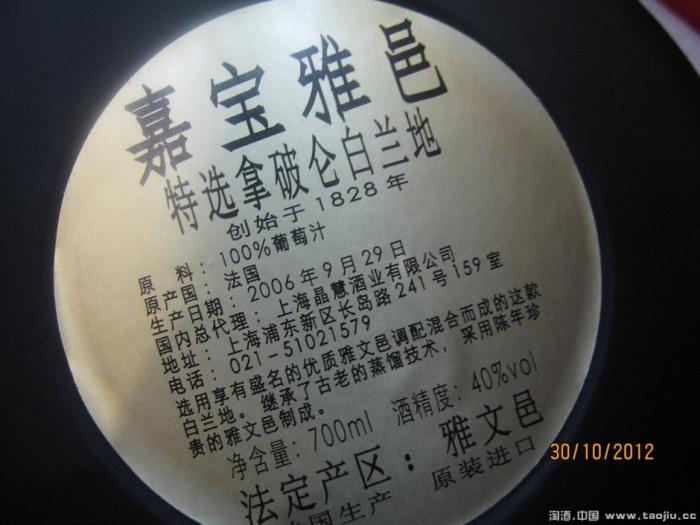 嘉宝雅邑
特选拿破仑白兰地
创始于1828年
原料：100%葡萄汁
原产国：法国
生产日期：2006年9月29日
国内总代理：上海晶慧酒业有限公司
地址：上海浦东新区长岛路241号159室
电话：021-51021579
选用享有盛名的优质雅文邑调配混合而成的这款
白兰地。继承了古老的蒸馏技术，采用陈年珍
贵的雅文邑制成。
净含量：700ml 酒精度：40%vol
法定产区：雅文邑
国生产 原装进口
30/10/2012
淘酒.中国 www.taojiu.cc